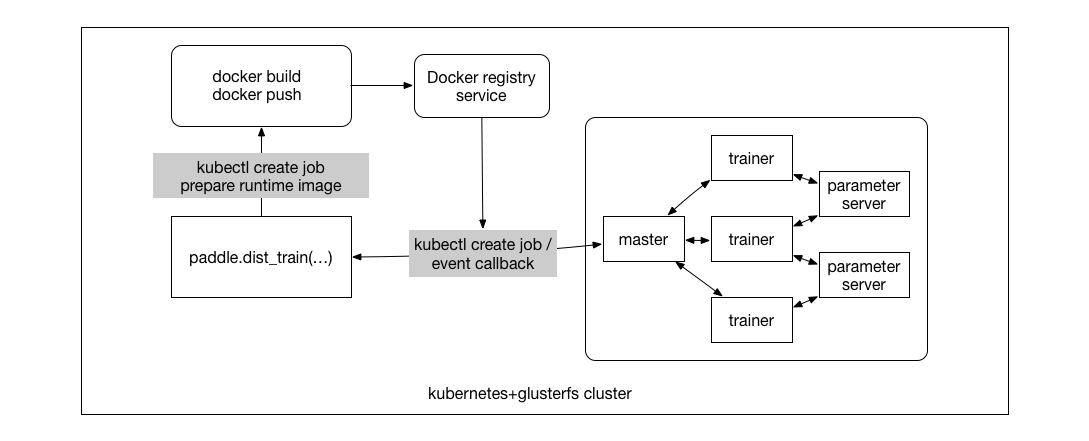 docker build
docker push
Docker registry
service
kubectl create job
prepare runtime image
paddle.dist_train(...)
kubectl create job /
event callback
master
trainer
trainer
trainer
parameter
server
parameter
server
kubernetes+glusterfs cluster